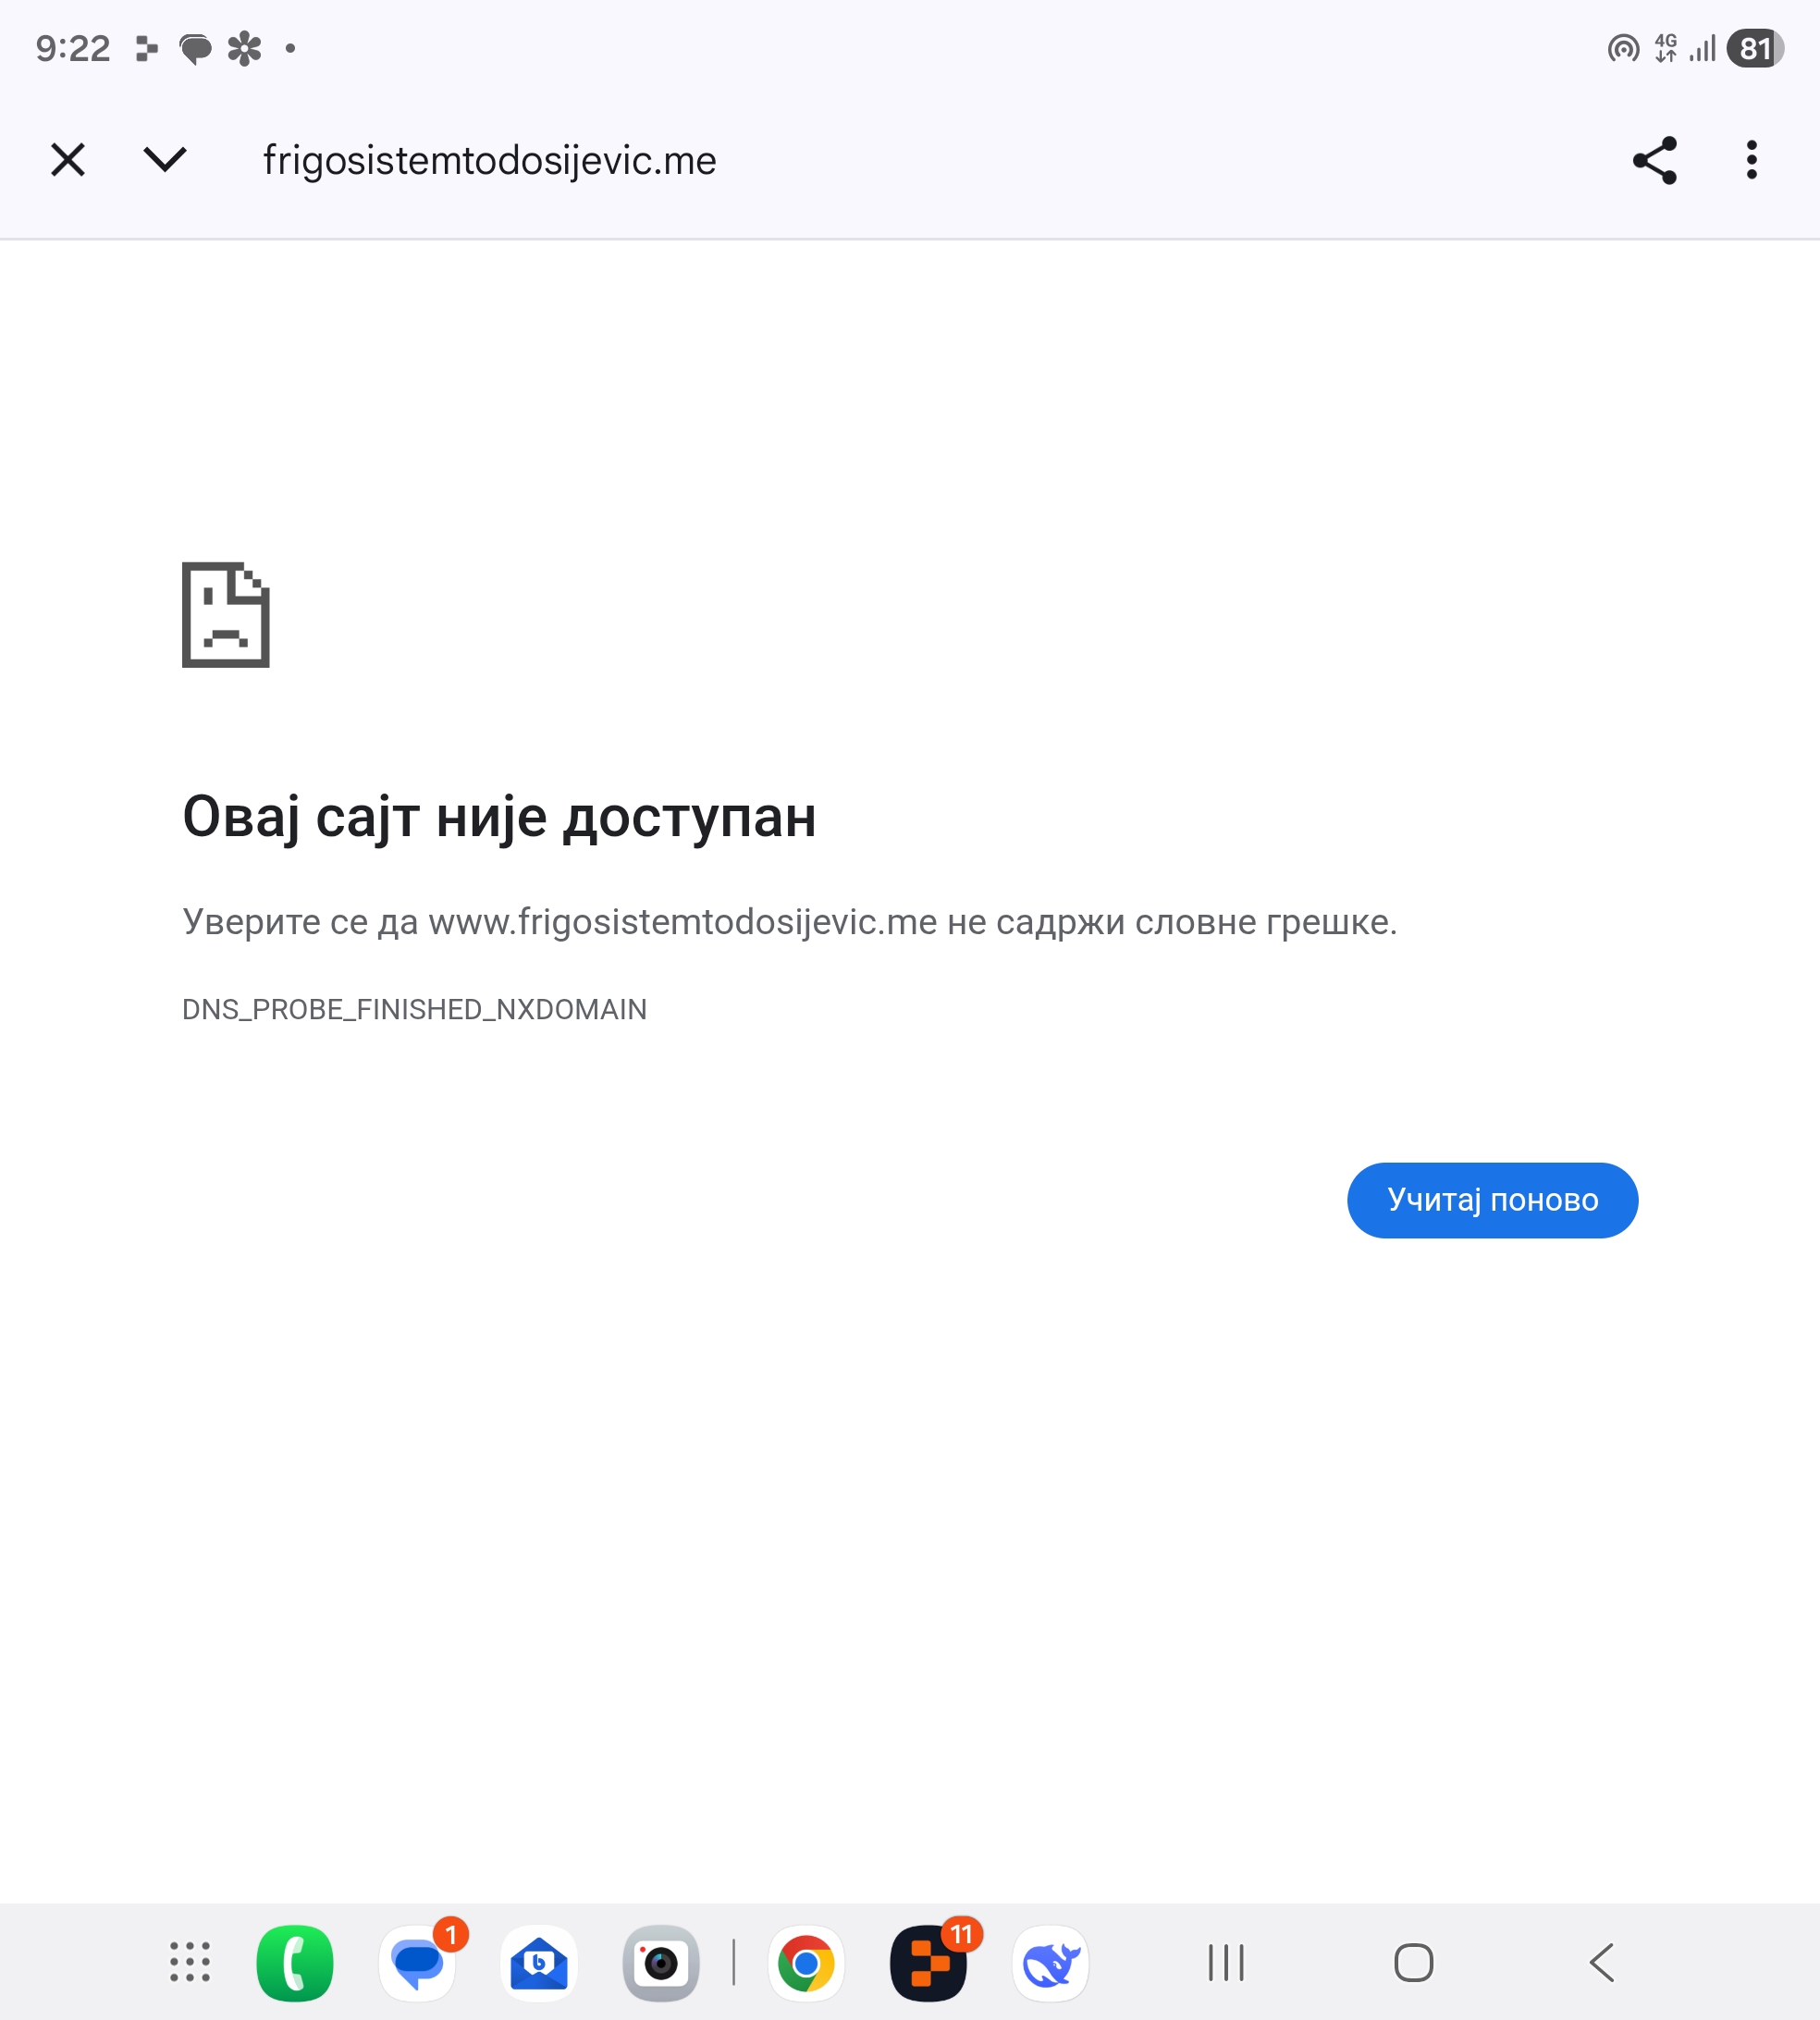 9:22
4G
81
frigosistemtodosijevic.me
Овај сајт није доступан
Уверите се да www.frigosistemtodosijevic.me не садржи словне грешке.
DNS_PROBE_FINISHED_NXDOMAIN
Учитај поново
1
11